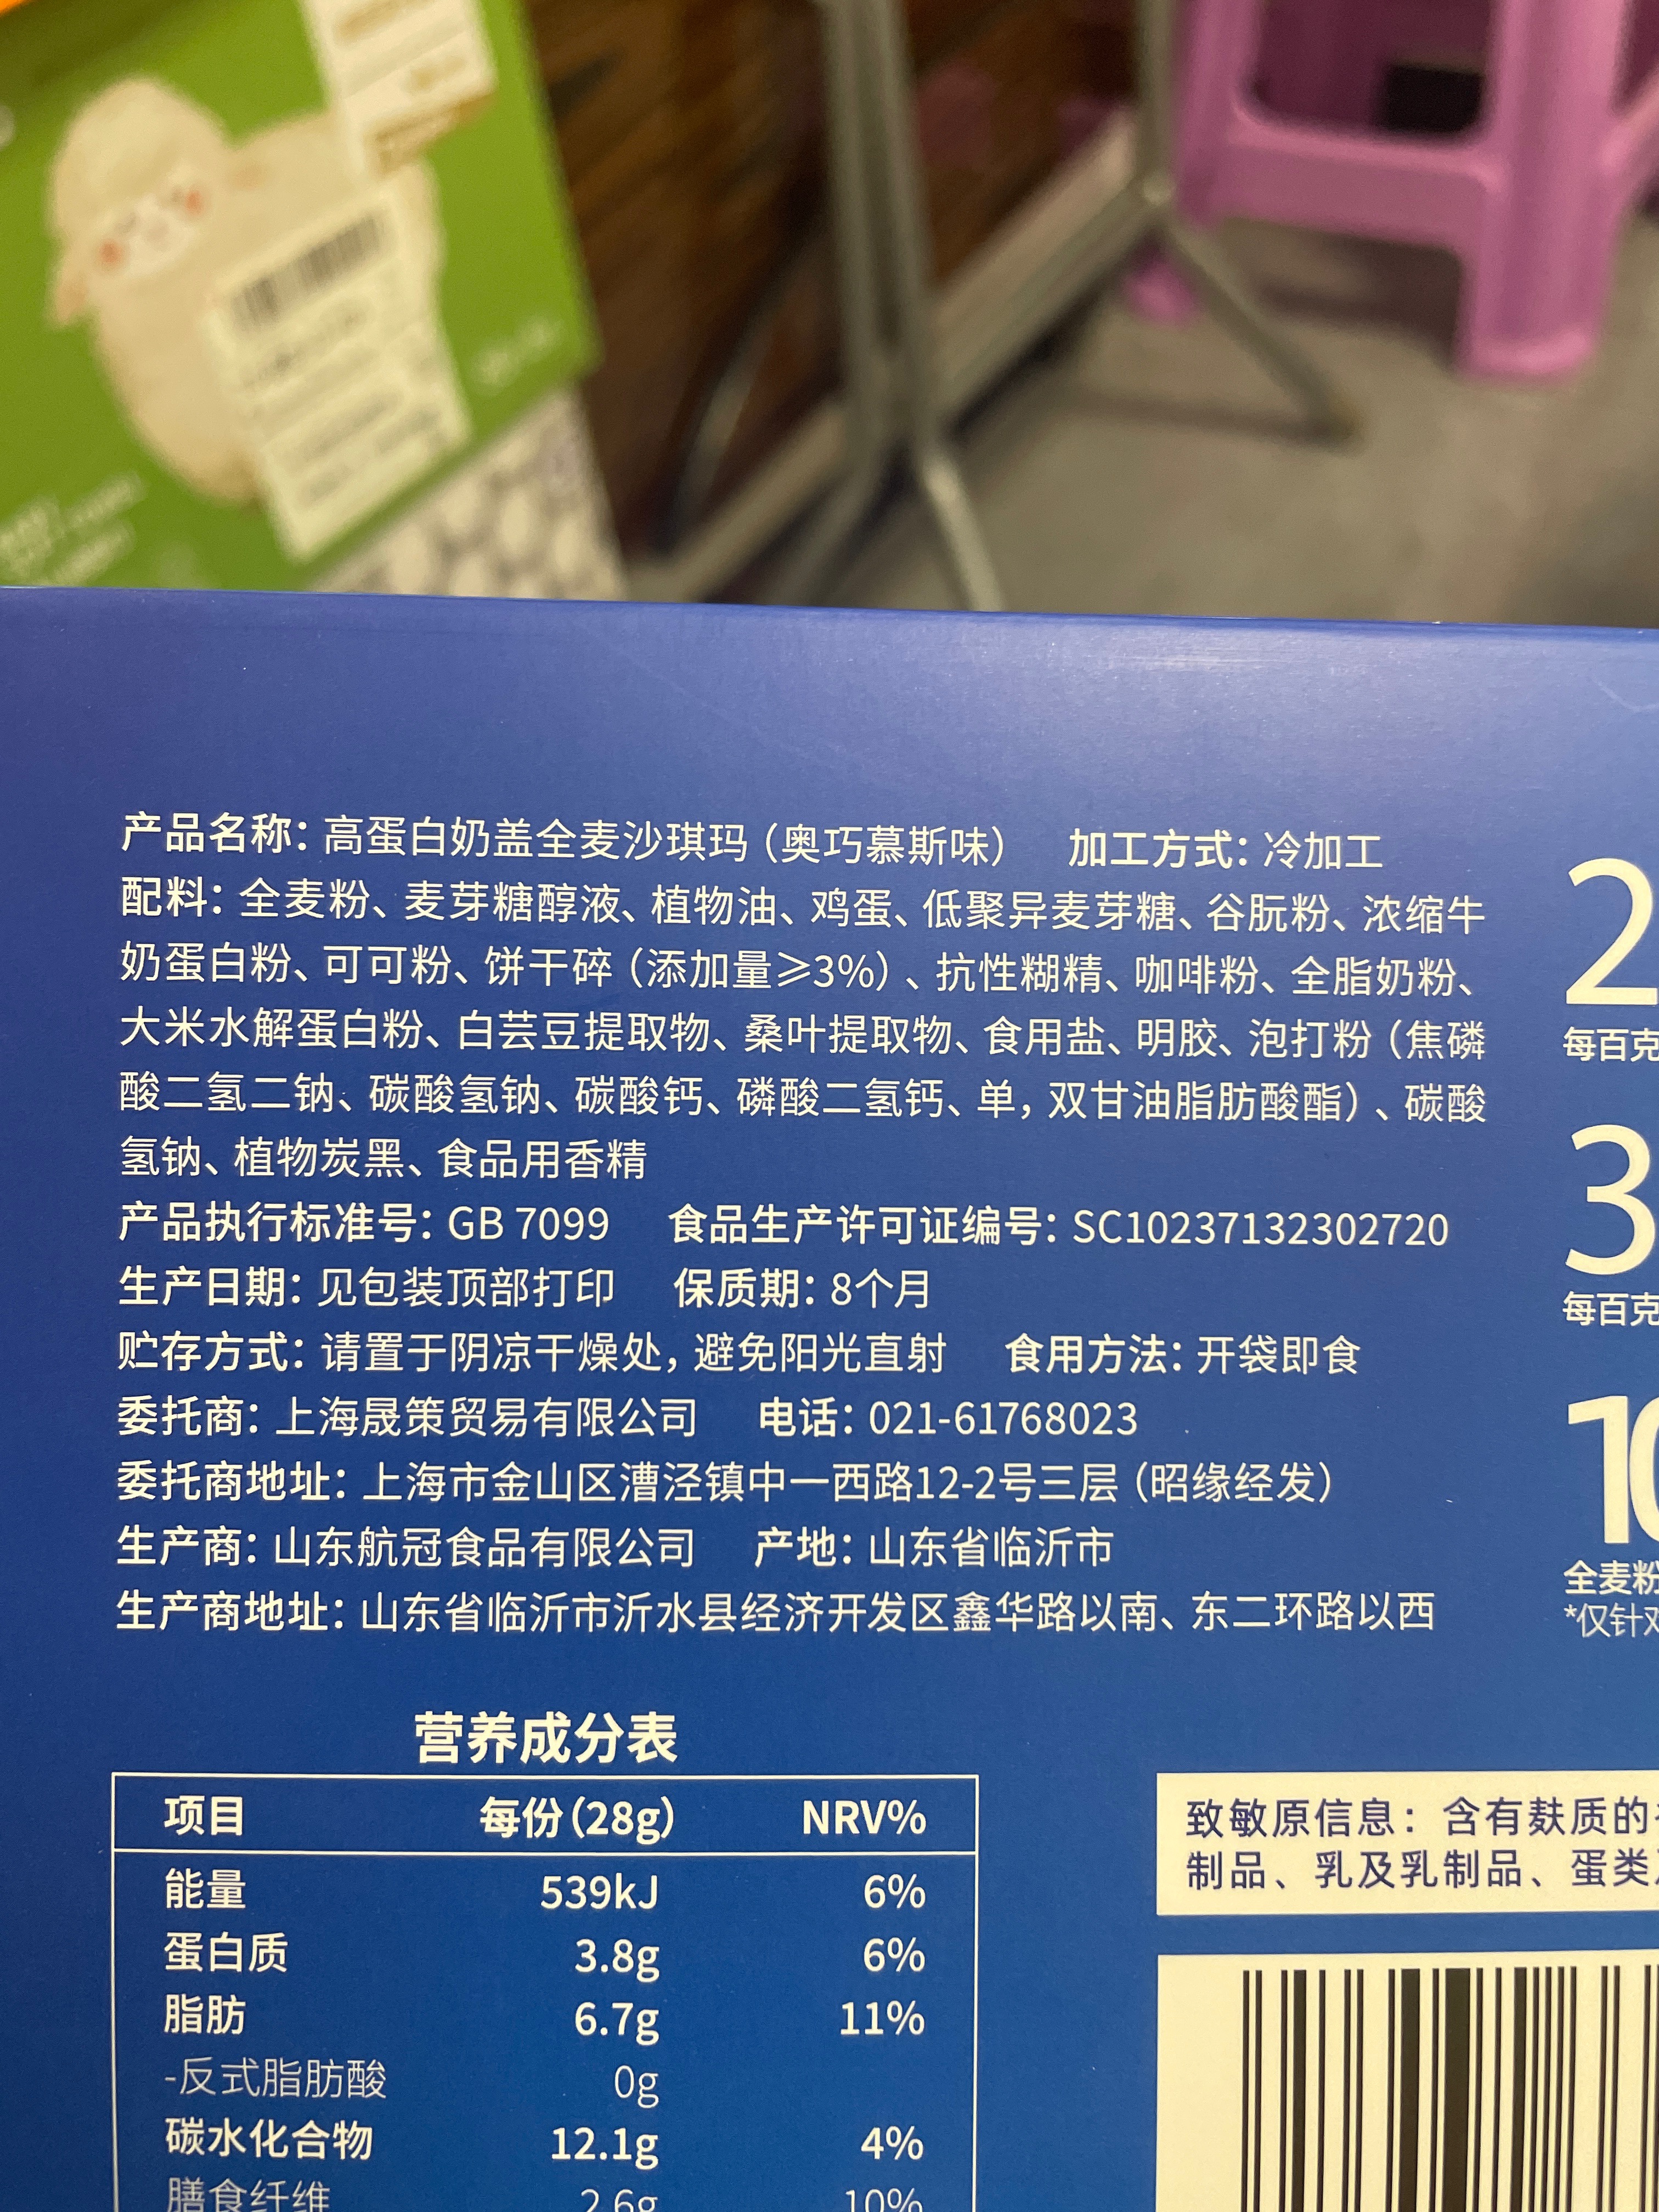 产品名称：高蛋白奶盖全麦沙琪玛（奥巧慕斯味） 加工方式：冷加工
配料：全麦粉、麦芽糖醇液、植物油、鸡蛋、低聚异麦芽糖、谷朊粉、浓缩牛
奶蛋白粉、可可粉、饼干碎（添加量≥3%）、抗性糊精、咖啡粉、全脂奶粉、
大米水解蛋白粉、白芸豆提取物、桑叶提取物、食用盐、明胶、泡打粉（焦磷
酸二氢二钠、碳酸氢钠、碳酸钙、磷酸二氢钙、单，双甘油脂肪酸酯）、碳酸
氢钠、植物炭黑、食品用香精
产品执行标准号：GB 7099 食品生产许可证编号：SC10237132302720
生产日期：见包装顶部打印 保质期：8个月
贮存方式：请置于阴凉干燥处，避免阳光直射 食用方法：开袋即食
委托商：上海晟策贸易有限公司 电话：021-61768023
委托商地址：上海市金山区漕泾镇中一西路12-2号三层（昭缘经发）
生产商：山东航冠食品有限公司 产地：山东省临沂市
生产商地址：山东省临沂市沂水县经济开发区鑫华路以南、东二环路以西
2
每百克
3
每百克
10
全麦粉
*仅针对
营养成分表
项目 每份（28g） NRV%
能量 539kJ 6%
蛋白质 3.8g 6%
脂肪 6.7g 11%
-反式脂肪酸 0g
碳水化合物 12.1g 4%
膳食纤维 2.6g 10%
致敏原信息：含有麸质的
制品、乳及乳制品、蛋类